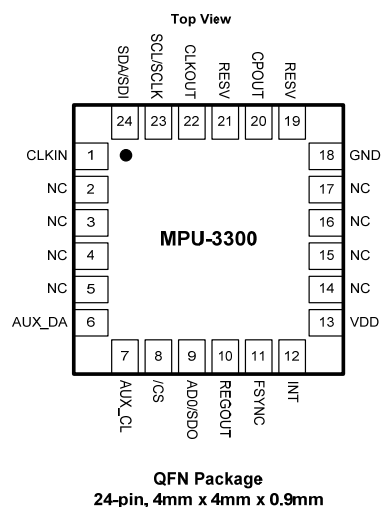 Top View
SDA/SDI
SCL/SCLK
CLKOUT
RESV
CPOUT
RESV
24 23 22 21 20 19
CLKIN 1 18 GND
NC 2 17 NC
NC 3 16 NC
MPU-3300
NC 4 15 NC
NC 5 14 NC
AUX_DA 6 13 VDD
7 8 9 10 11 12
AUX_CL
/CS
AD0/SDO
REGOUT
FSYNC
INT
QFN Package
24-pin, 4mm x 4mm x 0.9mm